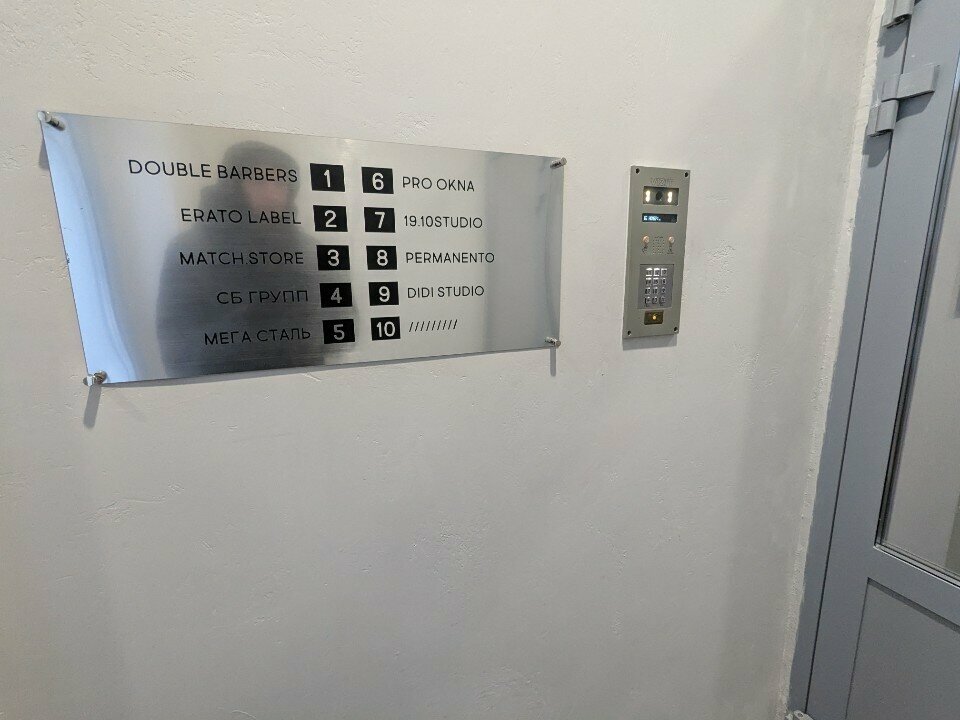 DOUBLE BARBERS 1
ERATO LABEL 2
MATCH.STORE 3
СБ ГРУПП 4
МЕГА СТАЛЬ 5
6 PRO OKNA
7 19.10STUDIO
8 PERMANENTO
9 DIDI STUDIO
10 /////////